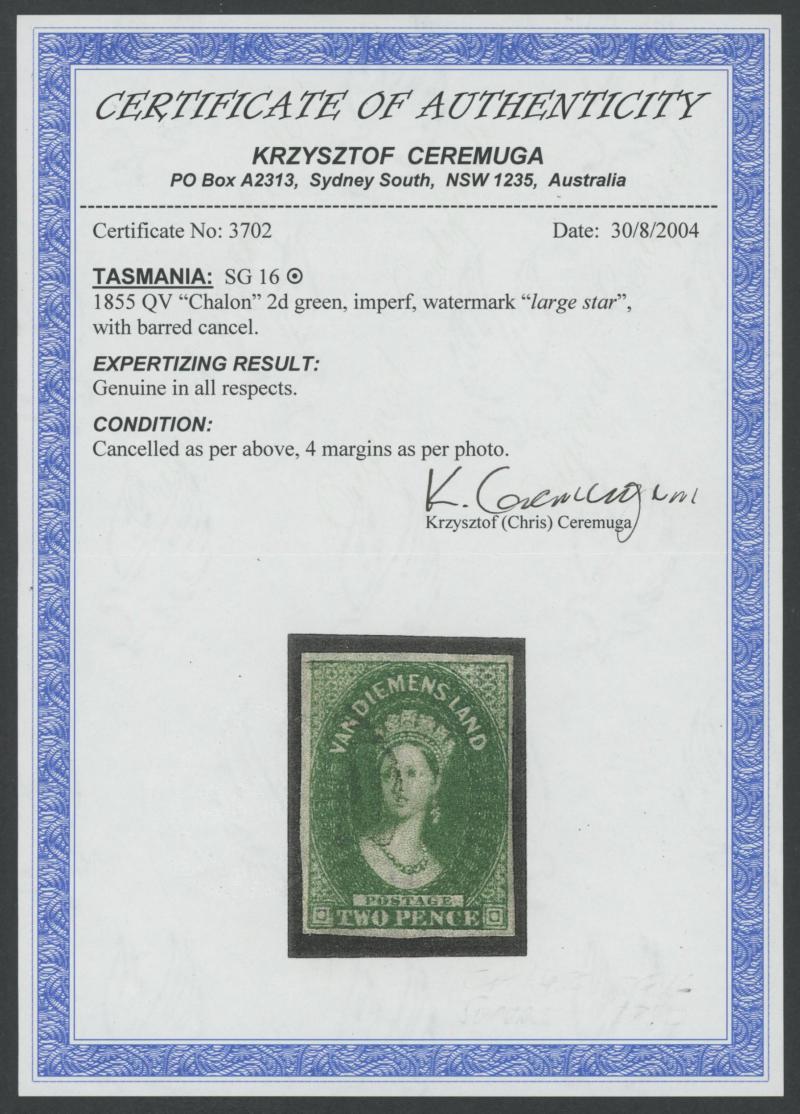 CERTIFICATE OF AUTHENTICITY
KRZYSZTOF CEREMUGA
PO Box A2313, Sydney South, NSW 1235, Australia
Certificate No: 3702 Date: 30/8/2004
TASMANIA: SG 16 ⊙
1855 QV “Chalon” 2d green, imperf, watermark “large star”,
with barred cancel.
EXPERTIZING RESULT:
Genuine in all respects.
CONDITION:
Cancelled as per above, 4 margins as per photo.
K. Ceremuga
Krzysztof (Chris) Ceremuga
VAN DIEMENS LAND
POSTAGE
TWO PENCE